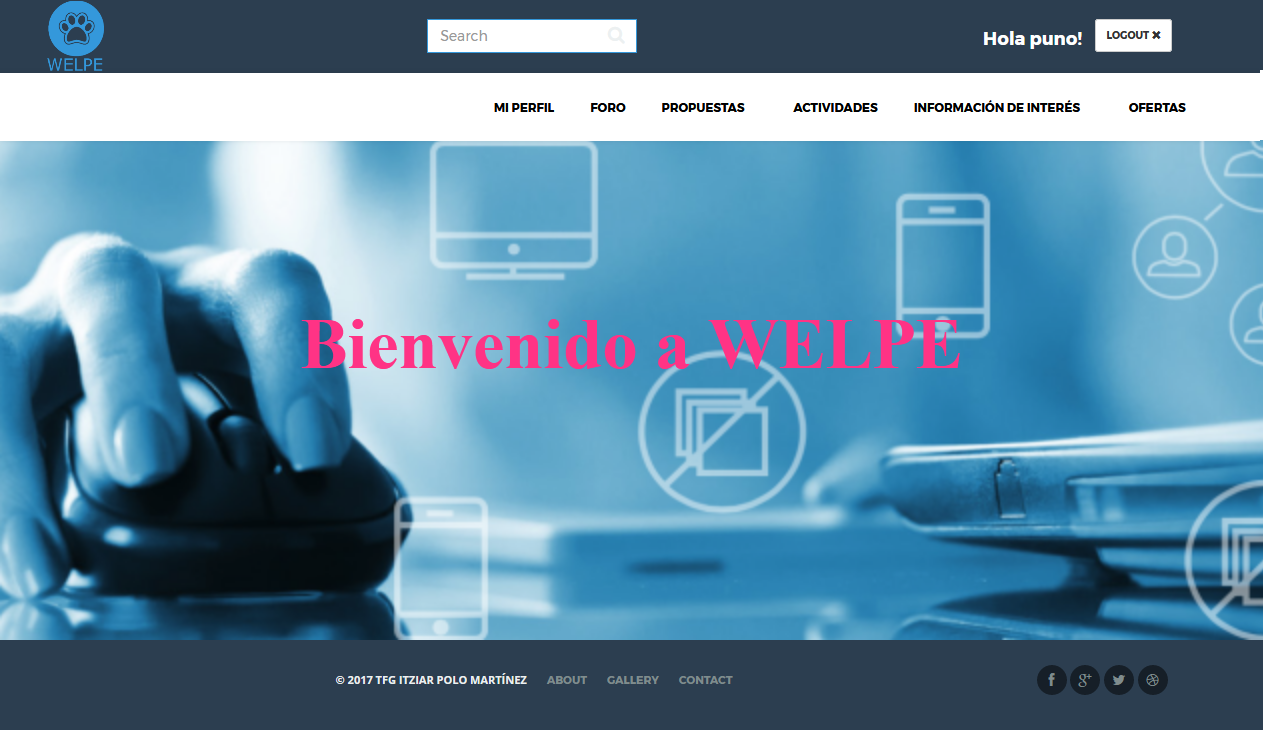 WELPE
Search
Hola puno!
LOGOUT ✖
MI PERFIL FORO PROPUESTAS ACTIVIDADES INFORMACIÓN DE INTERÉS OFERTAS
Bienvenido a WELPE
© 2017 TFG ITZIAR POLO MARTÍNEZ ABOUT GALLERY CONTACT